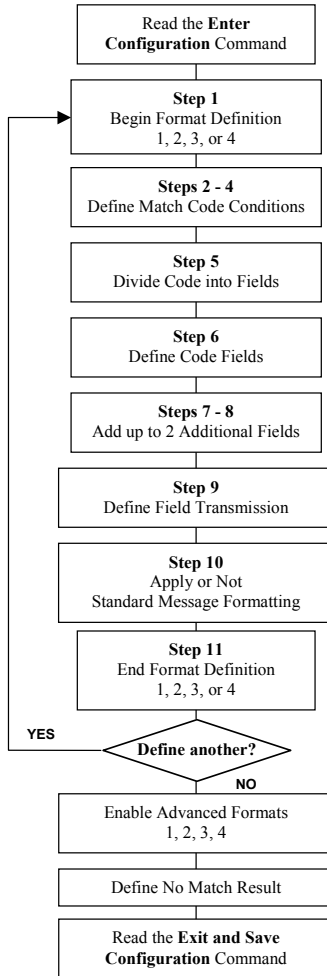 Read the Enter
Configuration Command
Step 1
Begin Format Definition
1, 2, 3, or 4
Steps 2 - 4
Define Match Code Conditions
Step 5
Divide Code into Fields
Step 6
Define Code Fields
Steps 7 - 8
Add up to 2 Additional Fields
Step 9
Define Field Transmission
Step 10
Apply or Not
Standard Message Formatting
Step 11
End Format Definition
1, 2, 3, or 4
YES
Define another?
NO
Enable Advanced Formats
1, 2, 3, 4
Define No Match Result
Read the Exit and Save
Configuration Command